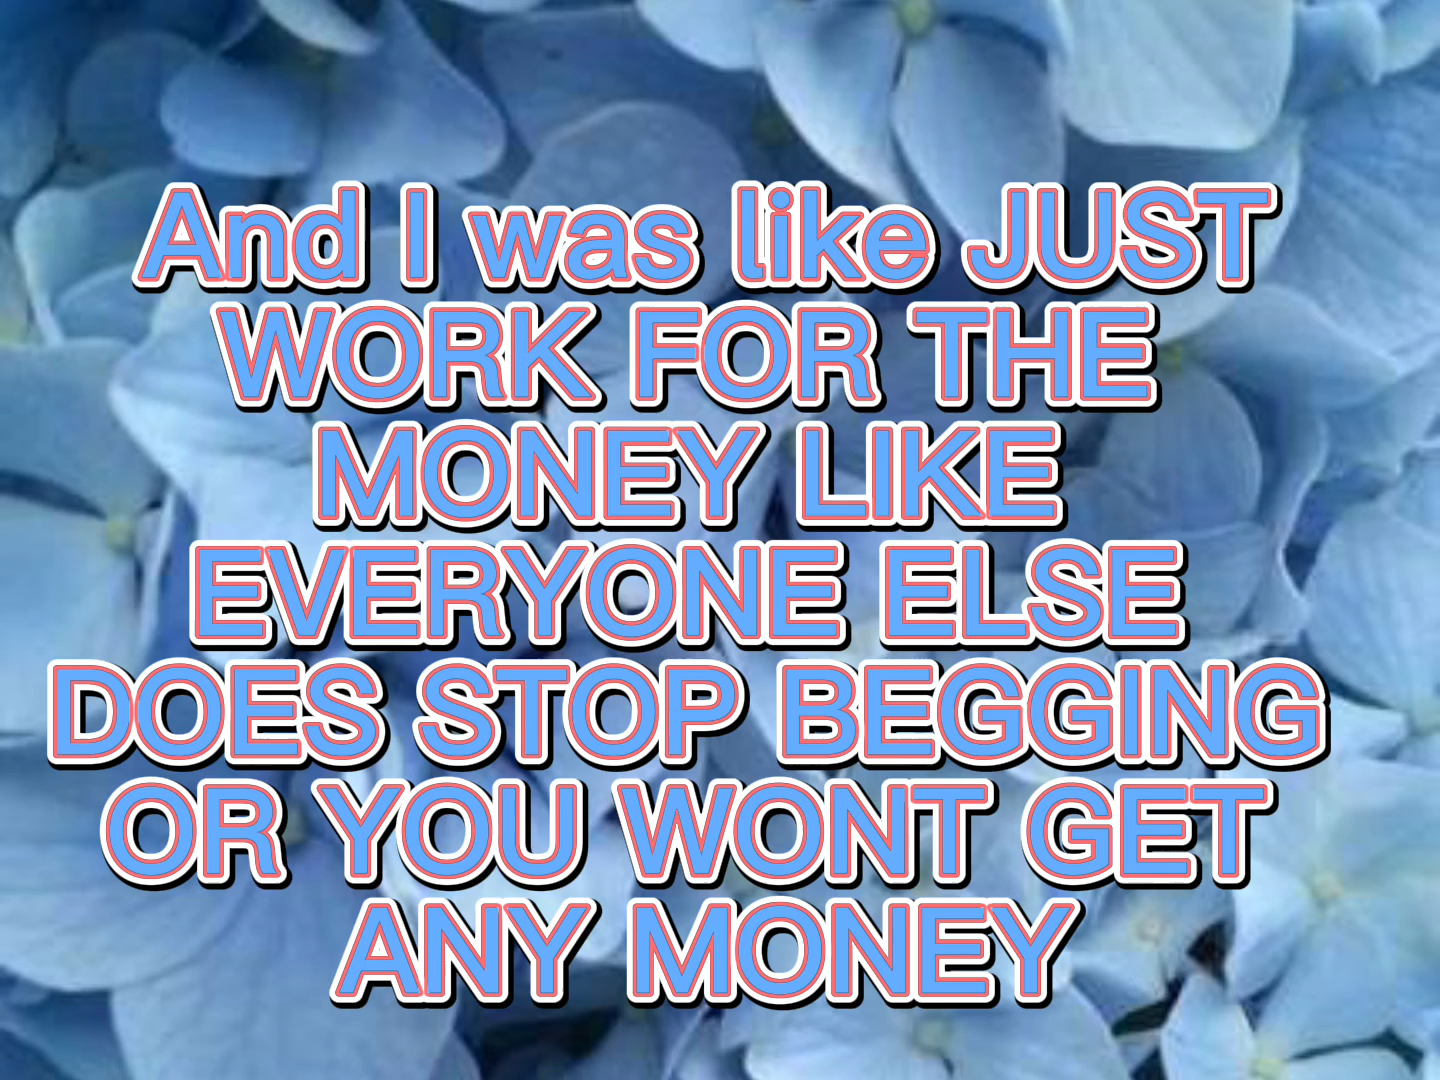 And I was like JUST
WORK FOR THE
MONEY LIKE
EVERYONE ELSE
DOES STOP BEGGING
OR YOU WONT GET
ANY MONEY